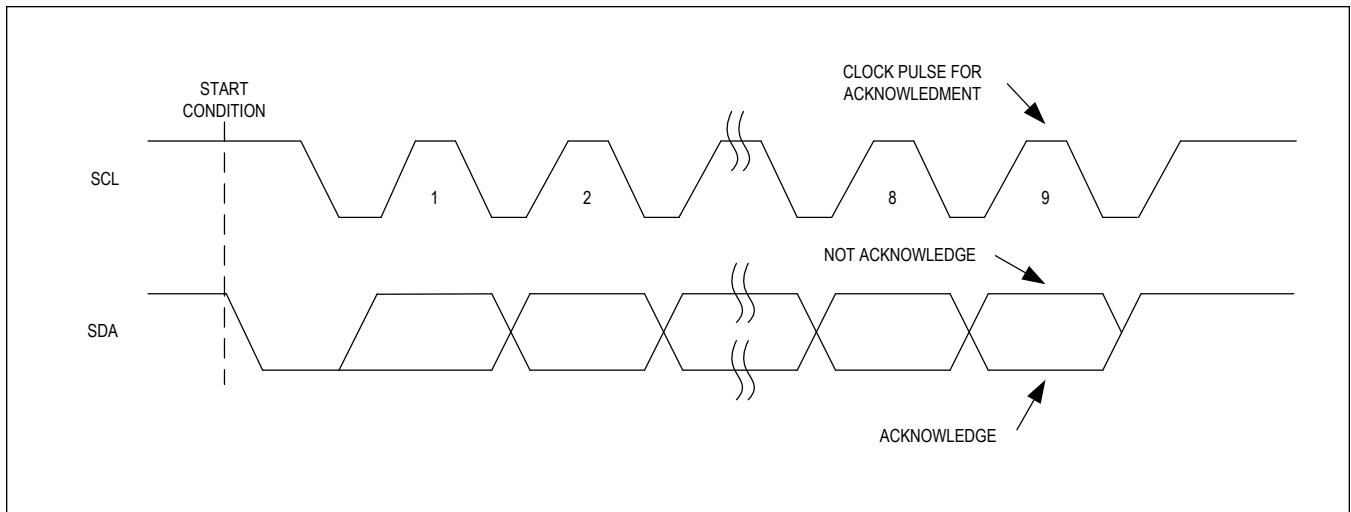 START
CONDITION
CLOCK PULSE FOR
ACKNOWLEDMENT
SCL
1
2
8
9
NOT ACKNOWLEDGE
SDA
ACKNOWLEDGE